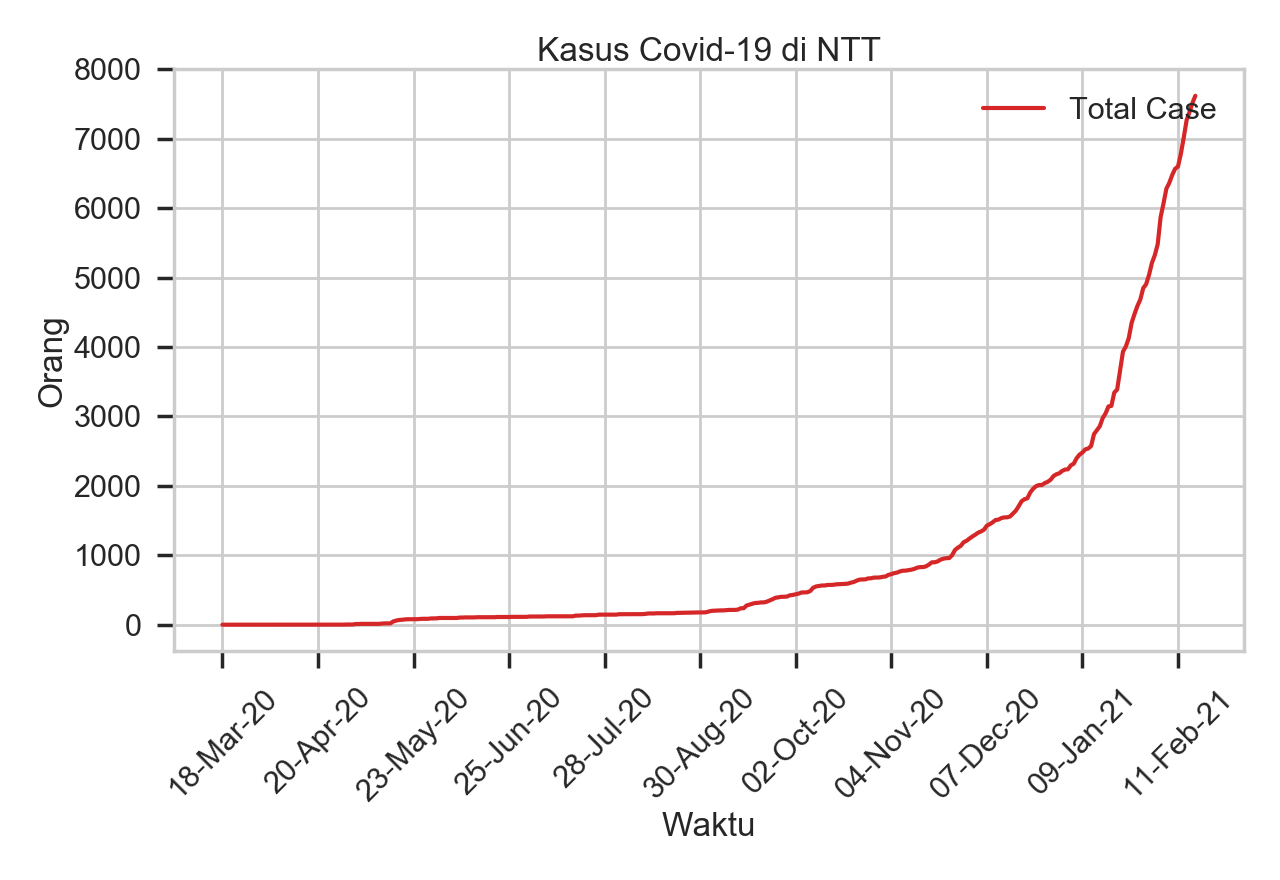 Kasus Covid-19 di NTT
Total Case
8000
7000
6000
5000
4000
3000
2000
1000
0
Orang
18-Mar-20
20-Apr-20
23-May-20
25-Jun-20
28-Jul-20
30-Aug-20
02-Oct-20
04-Nov-20
07-Dec-20
09-Jan-21
11-Feb-21
Waktu